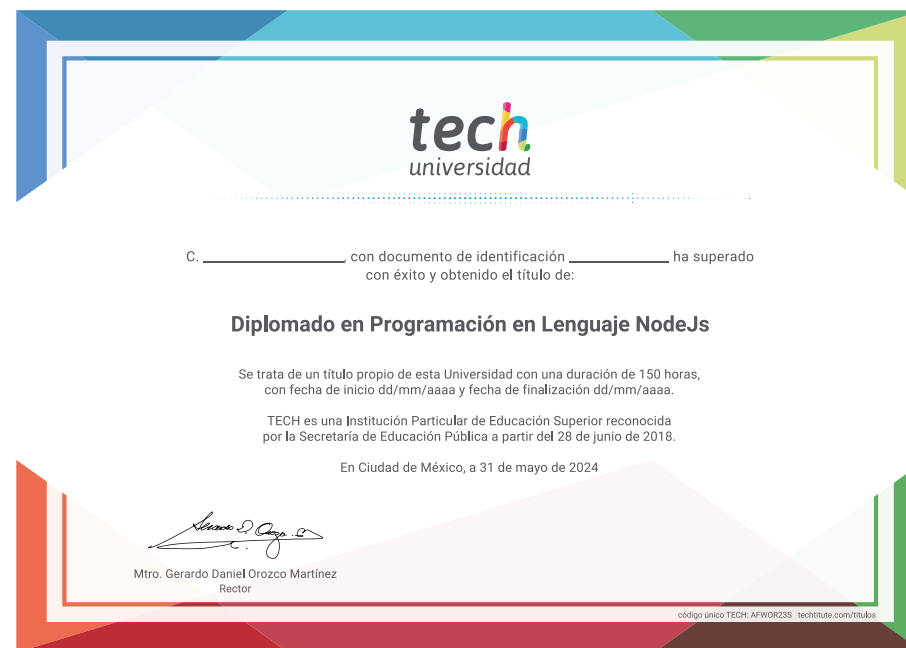 tech
universidad
C. ____________, con documento de identificación ____________ ha superado
con éxito y obtenido el título de:
Diplomado en Programación en Lenguaje NodeJs
Se trata de un título propio de esta Universidad con una duración de 150 horas,
con fecha de inicio dd/mm/aaaa y fecha de finalización dd/mm/aaaa.
TECH es una Institución Particular de Educación Superior reconocida
por la Secretaría de Educación Pública a partir del 28 de junio de 2018.
En Ciudad de México, a 31 de mayo de 2024
Mtro. Gerardo Daniel Orozco Martínez
Rector
código único TECH: AFWOR23S techtitute.com/titulos